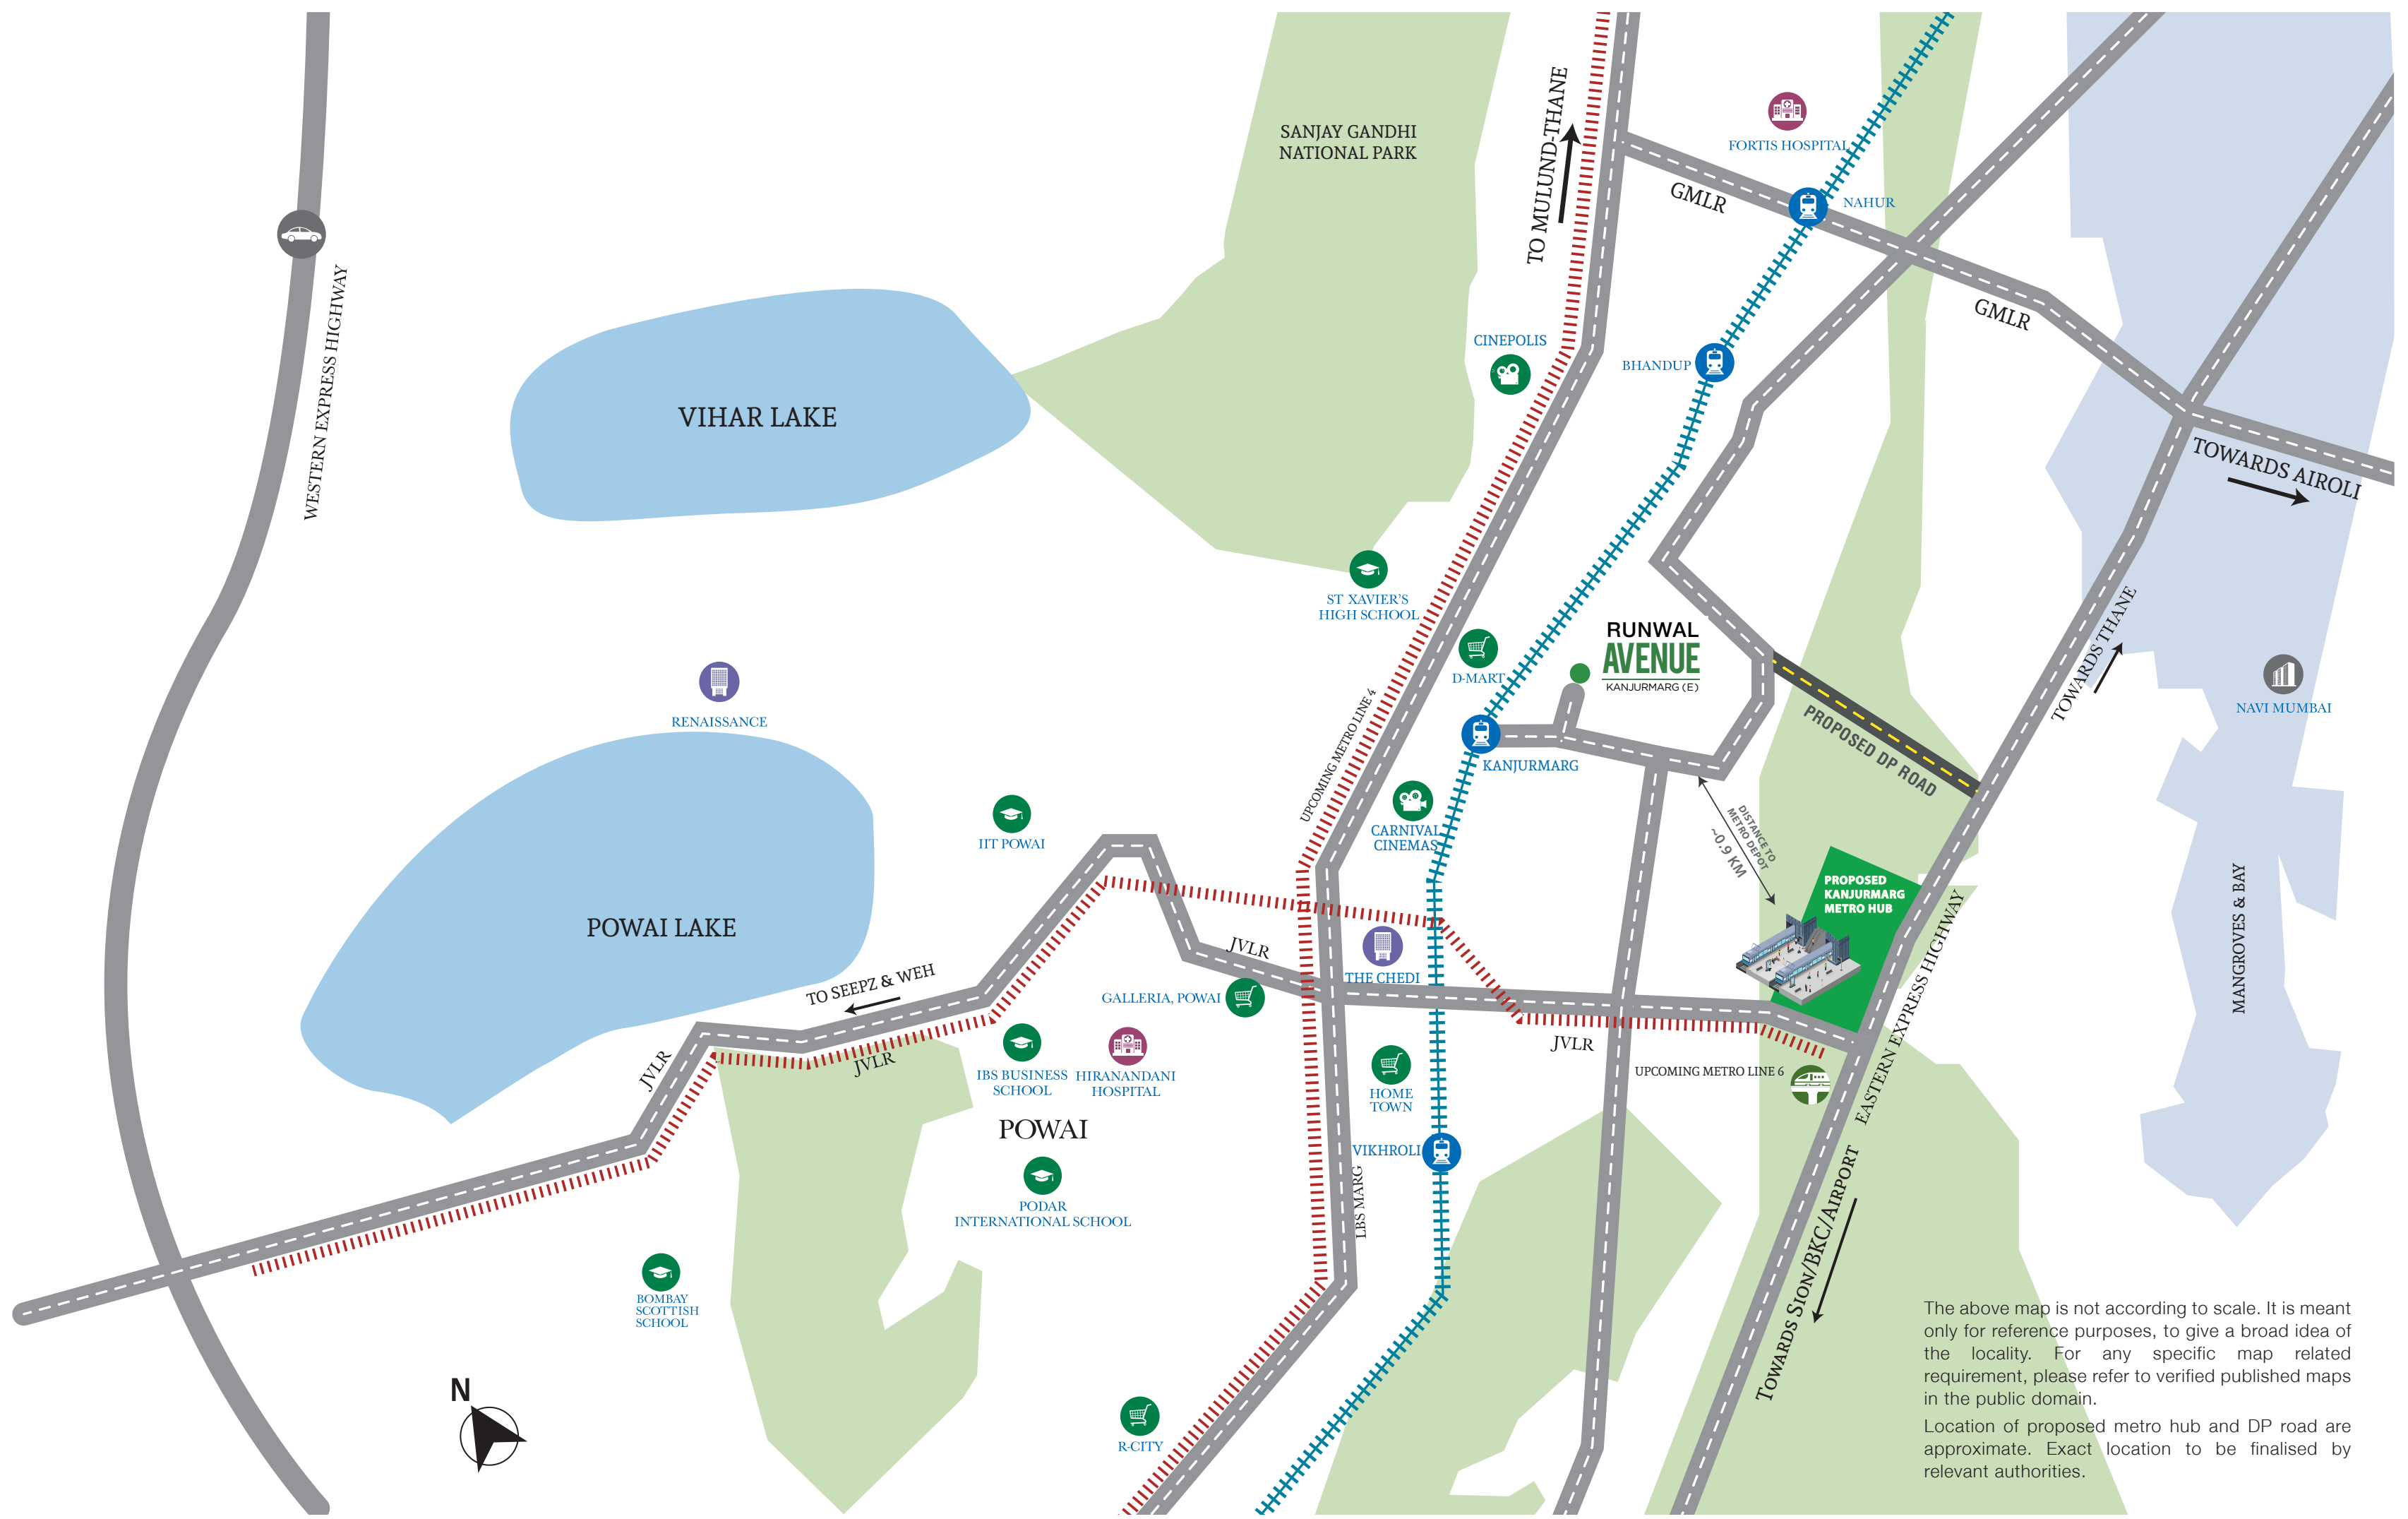 SANJAY GANDHI
NATIONAL PARK
TO MULUND-THANE
FORTIS HOSPITAL
GMLR
NAHUR
GMLR
WESTERN EXPRESS HIGHWAY
CINEPOLIS
BHANDUP
VIHAR LAKE
TOWARDS AIROLI
ST XAVIER'S
HIGH SCHOOL
RUNWAL
AVENUE
KANJURMARG (E)
D-MART
TOWARDS THANE
RENAISSANCE
UPCOMING METRO LINE 4
NAVI MUMBAI
PROPOSED DP ROAD
KANJURMARG
IIT POWAI
CARNIVAL
CINEMAS
DISTANCE TO
METRO DEPOT
~0.9 KM
PROPOSED
KANJURMARG
METRO HUB
MANGROVES & BAY
POWAI LAKE
JVLR
THE CHEDI
TO SEEPZ & WEH
GALLERIA, POWAI
EASTERN EXPRESS HIGHWAY
JVLR
JVLR
JVLR
IBS BUSINESS
SCHOOL
HIRANANDANI
HOSPITAL
UPCOMING METRO LINE 6
HOME
TOWN
POWAI
VIKHROLI
LBS MARG
PODAR
INTERNATIONAL SCHOOL
TOWARDS SION/BKC/AIRPORT
BOMBAY
SCOTTISH
SCHOOL
N
R-CITY
The above map is not according to scale. It is meant
only for reference purposes, to give a broad idea of
the locality. For any specific map related
requirement, please refer to verified published maps
in the public domain.
Location of proposed metro hub and DP road are
approximate. Exact location to be finalised by
relevant authorities.